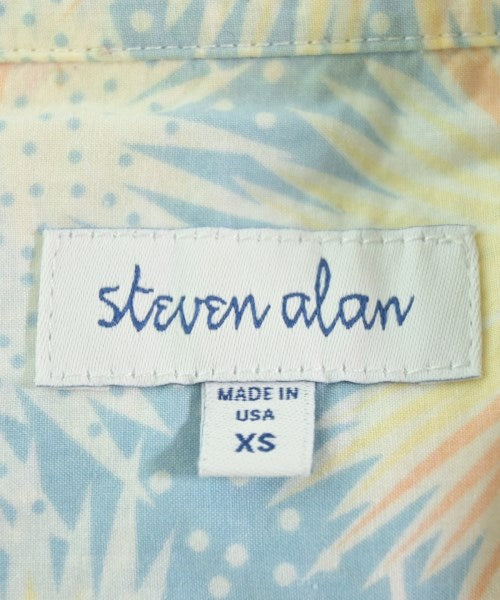 steven alan
MADE IN
USA
XS